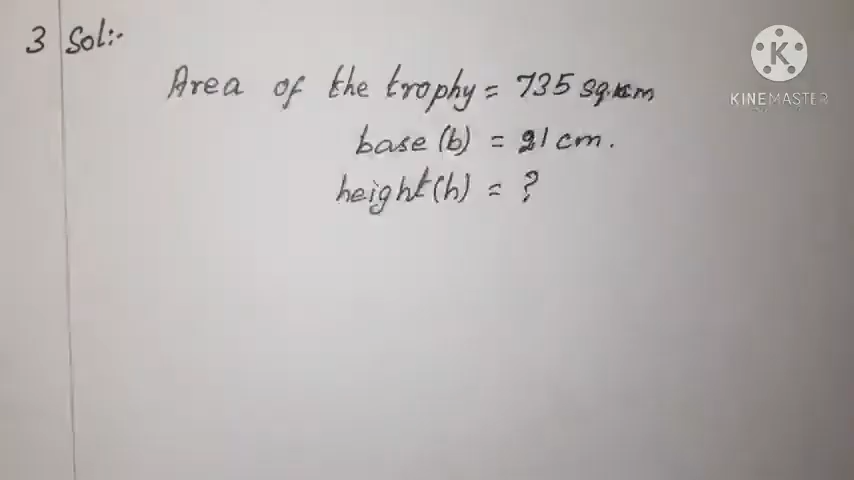 3 Sol:-
Area of the trophy = 735 sq.cm
base (b) = 21 cm.
height (h) = ?
K
KINEMASTER